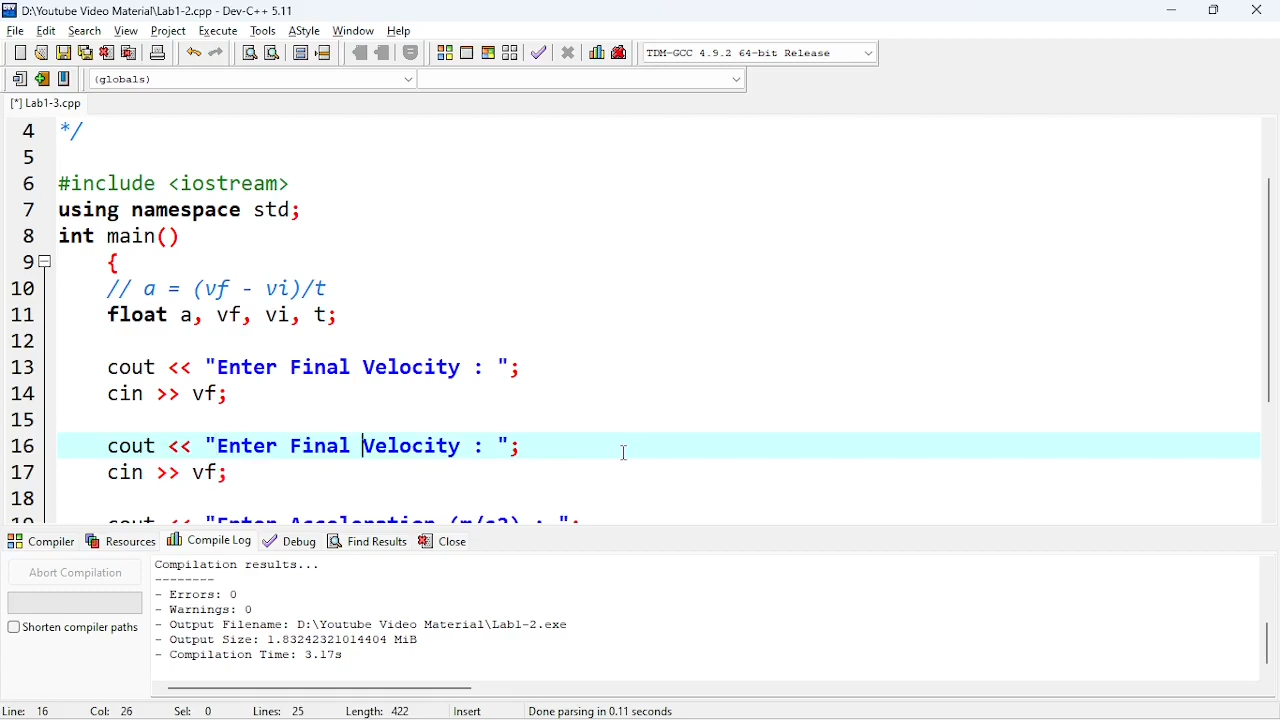 D:\Youtube Video Material\Lab1-2.cpp - Dev-C++ 5.11
File Edit Search View Project Execute Tools AStyle Window Help
TDM-GCC 4.9.2 64-bit Release
(globals)
[*] Lab1-3.cpp
4 */
5
6 #include <iostream>
7 using namespace std;
8 int main()
9 {
10 // a = (vf - vi)/t
11 float a, vf, vi, t;
12
13 cout << "Enter Final Velocity : ";
14 cin >> vf;
15
16 cout << "Enter Final Velocity : ";
17 cin >> vf;
18
19 cout << "Enter Acceleration (m/s2) : ";
Compiler Resources Compile Log Debug Find Results Close
Abort Compilation
Shorten compiler paths
Compilation results...
--------
- Errors: 0
- Warnings: 0
- Output Filename: D:\Youtube Video Material\Lab1-2.exe
- Output Size: 1.83242321014404 MiB
- Compilation Time: 3.17s
Line: 16 Col: 26 Sel: 0 Lines: 25 Length: 422 Insert Done parsing in 0.11 seconds